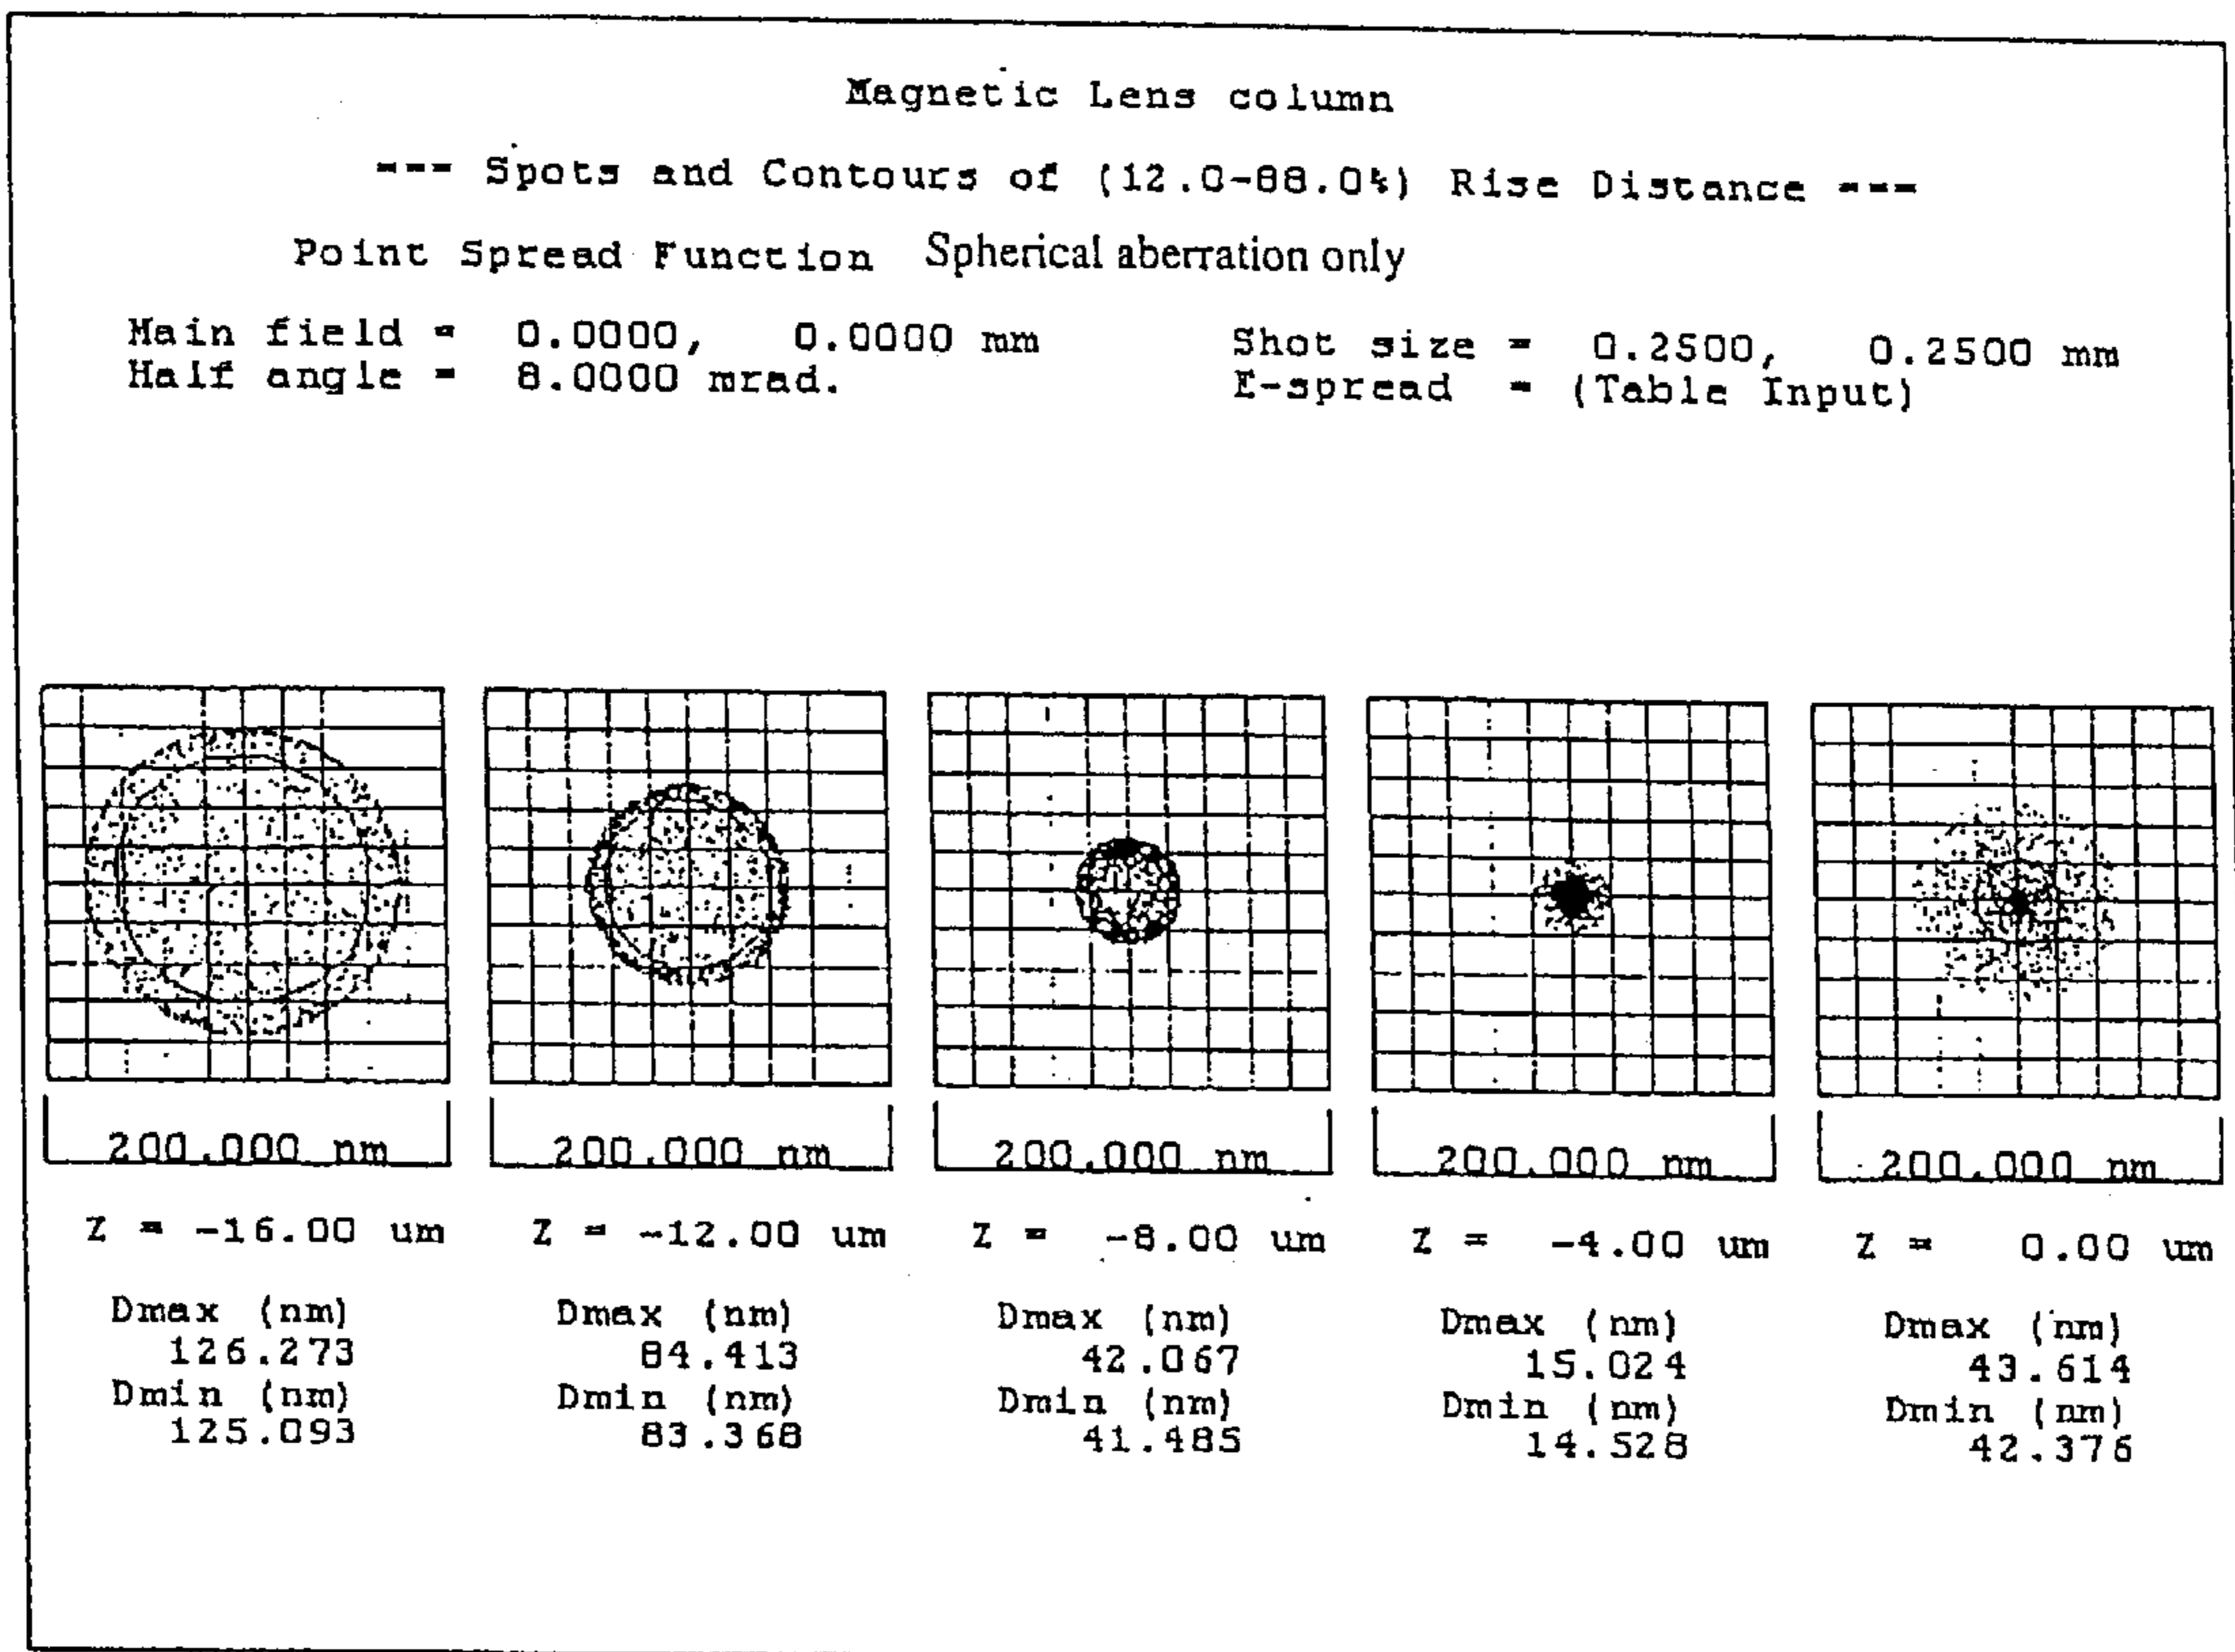 Magnetic Lens column
--- Spots and Contours of (12.0-88.0%) Rise Distance ---
Point Spread Function Spherical aberration only
Main field = 0.0000, 0.0000 mm Shot size = 0.2500, 0.2500 mm
Half angle = 8.0000 mrad. E-spread = (Table Input)
200.000 nm 200.000 nm 200.000 nm 200.000 nm 200.000 nm
Z = -16.00 um Z = -12.00 um Z = -8.00 um Z = -4.00 um Z = 0.00 um
Dmax (nm) Dmax (nm) Dmax (nm) Dmax (nm) Dmax (nm)
126.273 84.413 42.067 15.024 43.614
Dmin (nm) Dmin (nm) Dmin (nm) Dmin (nm) Dmin (nm)
125.093 83.368 41.485 14.528 42.376